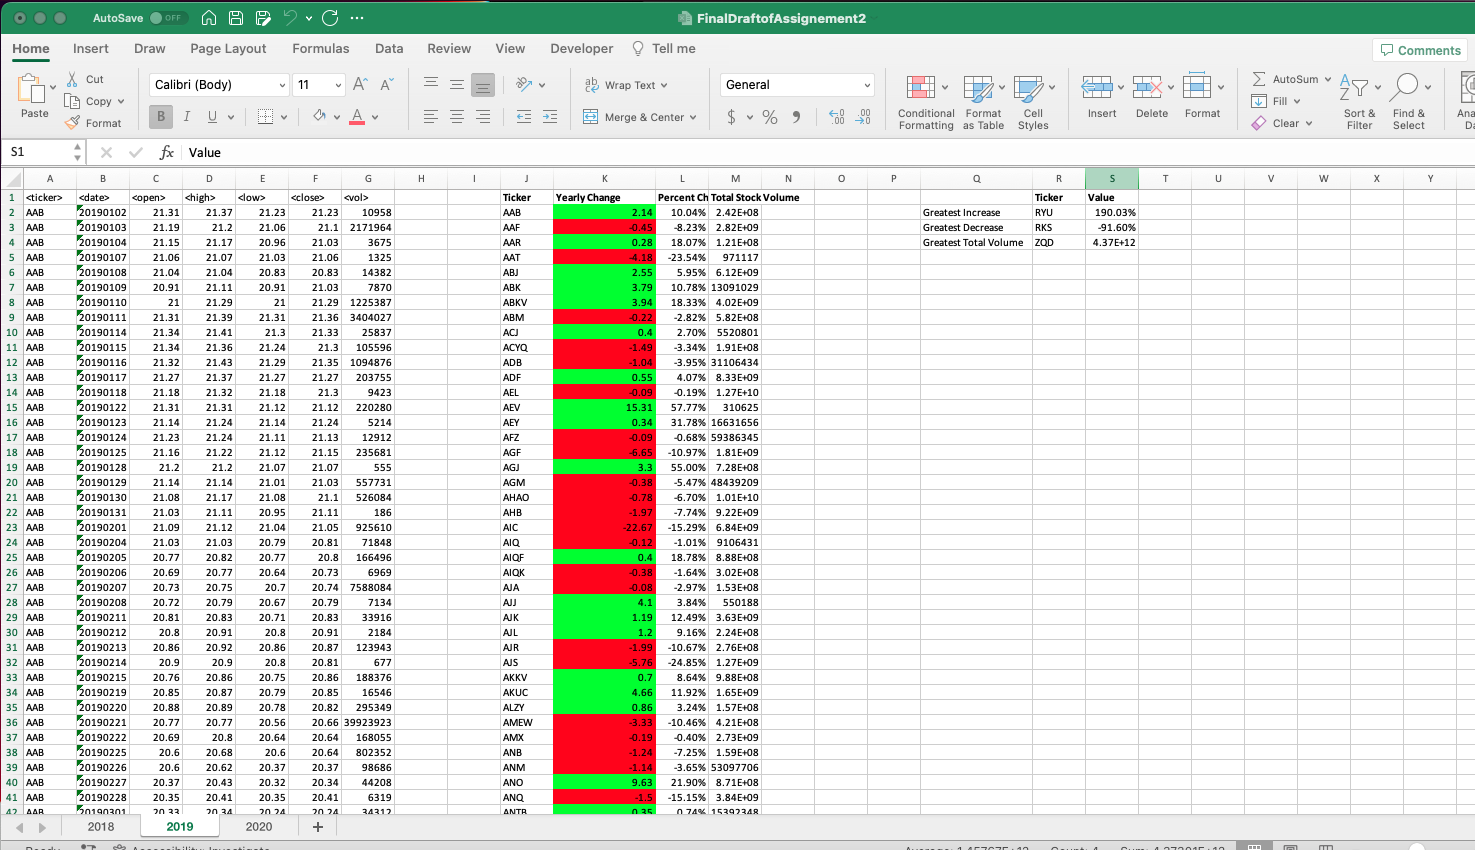 AutoSave OFF FinalDraftofAssignement2
Home Insert Draw Page Layout Formulas Data Review View Developer Tell me Comments
Paste Cut Copy Format
Calibri (Body) 11
B I U A
Wrap Text
Merge & Center
General
$ % 9
Conditional Formatting Format as Table Cell Styles
Insert Delete Format
AutoSum Fill Clear
Sort & Filter Find & Select
S1 fx Value
A B C D E F G H I J K L M N O P Q R S T U V W X Y
1 <ticker> <date> <open> <high> <low> <close> <vol> Ticker Yearly Change Percent Ch Total Stock Volume Ticker Value
2 AAB 20190102 21.31 21.37 21.23 21.23 10958 AAB 2.14 10.04% 2.42E+08 Greatest Increase RYU 190.03%
3 AAB 20190103 21.19 21.2 21.06 21.1 2171964 AAF -0.45 -8.23% 2.82E+09 Greatest Decrease RKS -91.60%
4 AAB 20190104 21.15 21.17 20.96 21.03 3675 AAR 0.28 18.07% 1.21E+08 Greatest Total Volume ZQD 4.37E+12
5 AAB 20190107 21.06 21.07 21.03 21.06 1325 AAT -4.18 -23.54% 971117
6 AAB 20190108 21.04 21.04 20.83 20.83 14382 ABJ 2.55 5.95% 6.12E+09
7 AAB 20190109 20.91 21.11 20.91 21.03 7870 ABK 3.79 10.78% 13091029
8 AAB 20190110 21 21.29 21 21.29 1225387 ABKV 3.94 18.33% 4.02E+09
9 AAB 20190111 21.31 21.39 21.31 21.36 3404027 ABM -0.22 -2.82% 5.82E+08
10 AAB 20190114 21.34 21.41 21.3 21.33 25837 ACJ 0.4 2.70% 5520801
11 AAB 20190115 21.34 21.36 21.24 21.3 105596 ACYQ -1.49 -3.34% 1.91E+08
12 AAB 20190116 21.32 21.43 21.29 21.35 1094876 ADB -1.04 -3.95% 31106434
13 AAB 20190117 21.27 21.37 21.27 21.27 203755 ADF 0.55 4.07% 8.33E+09
14 AAB 20190118 21.18 21.32 21.18 21.3 9423 AEL -0.09 -0.19% 1.27E+10
15 AAB 20190122 21.31 21.31 21.12 21.12 220280 AEV 15.31 57.77% 310625
16 AAB 20190123 21.14 21.24 21.14 21.24 5214 AEY 0.34 31.78% 16631656
17 AAB 20190124 21.23 21.24 21.11 21.13 12912 AFZ -0.09 -0.68% 59386345
18 AAB 20190125 21.16 21.22 21.12 21.15 235681 AGF -6.65 -10.97% 1.81E+09
19 AAB 20190128 21.2 21.2 21.07 21.07 555 AGJ 3.3 55.00% 7.28E+08
20 AAB 20190129 21.14 21.14 21.01 21.03 557731 AGM -0.38 -5.47% 48439209
21 AAB 20190130 21.08 21.17 21.08 21.1 526084 AHAO -0.78 -6.70% 1.01E+10
22 AAB 20190131 21.03 21.11 20.95 21.11 186 AHB -1.97 -7.74% 9.22E+09
23 AAB 20190201 21.09 21.12 21.04 21.05 925610 AIC -22.67 -15.29% 6.84E+09
24 AAB 20190204 21.03 21.03 20.79 20.81 71848 AIQ -0.12 -1.01% 9106431
25 AAB 20190205 20.77 20.82 20.77 20.8 166496 AIQF 0.4 18.78% 8.88E+08
26 AAB 20190206 20.69 20.77 20.64 20.73 6969 AIQK -0.38 -1.64% 3.02E+08
27 AAB 20190207 20.73 20.75 20.7 20.74 7588084 AJA -0.08 -2.97% 1.53E+08
28 AAB 20190208 20.72 20.79 20.67 20.79 7134 AJJ 4.1 3.84% 550188
29 AAB 20190211 20.81 20.83 20.71 20.83 33916 AJK 1.19 12.49% 3.63E+09
30 AAB 20190212 20.8 20.91 20.8 20.91 2184 AJL 1.2 9.16% 2.24E+08
31 AAB 20190213 20.86 20.92 20.86 20.87 123943 AJR -1.99 -10.67% 2.76E+08
32 AAB 20190214 20.9 20.9 20.8 20.81 677 AJS -5.76 -24.85% 1.27E+09
33 AAB 20190215 20.76 20.86 20.75 20.86 188376 AKKV 0.7 8.64% 9.88E+08
34 AAB 20190219 20.85 20.87 20.79 20.85 16546 AKUC 4.66 11.92% 1.65E+09
35 AAB 20190220 20.88 20.89 20.78 20.82 295349 ALZY 0.86 3.24% 1.57E+08
36 AAB 20190221 20.77 20.77 20.56 20.66 39923923 AMEW -3.33 -10.46% 4.21E+08
37 AAB 20190222 20.69 20.8 20.64 20.64 168055 AMX -0.19 -0.40% 2.73E+09
38 AAB 20190225 20.6 20.68 20.6 20.64 802352 ANB -1.24 -7.25% 1.59E+08
39 AAB 20190226 20.6 20.62 20.37 20.37 98686 ANM -1.14 -3.65% 53097706
40 AAB 20190227 20.37 20.43 20.32 20.34 44208 ANO 9.63 21.90% 8.71E+08
41 AAB 20190228 20.35 20.41 20.35 20.41 6319 ANQ -1.5 -15.15% 3.84E+09
42 AAB 20190301 20.33 20.34 20.24 20.24 34312 ANTB 0.35 0.74% 15392348
2018 2019 2020 +